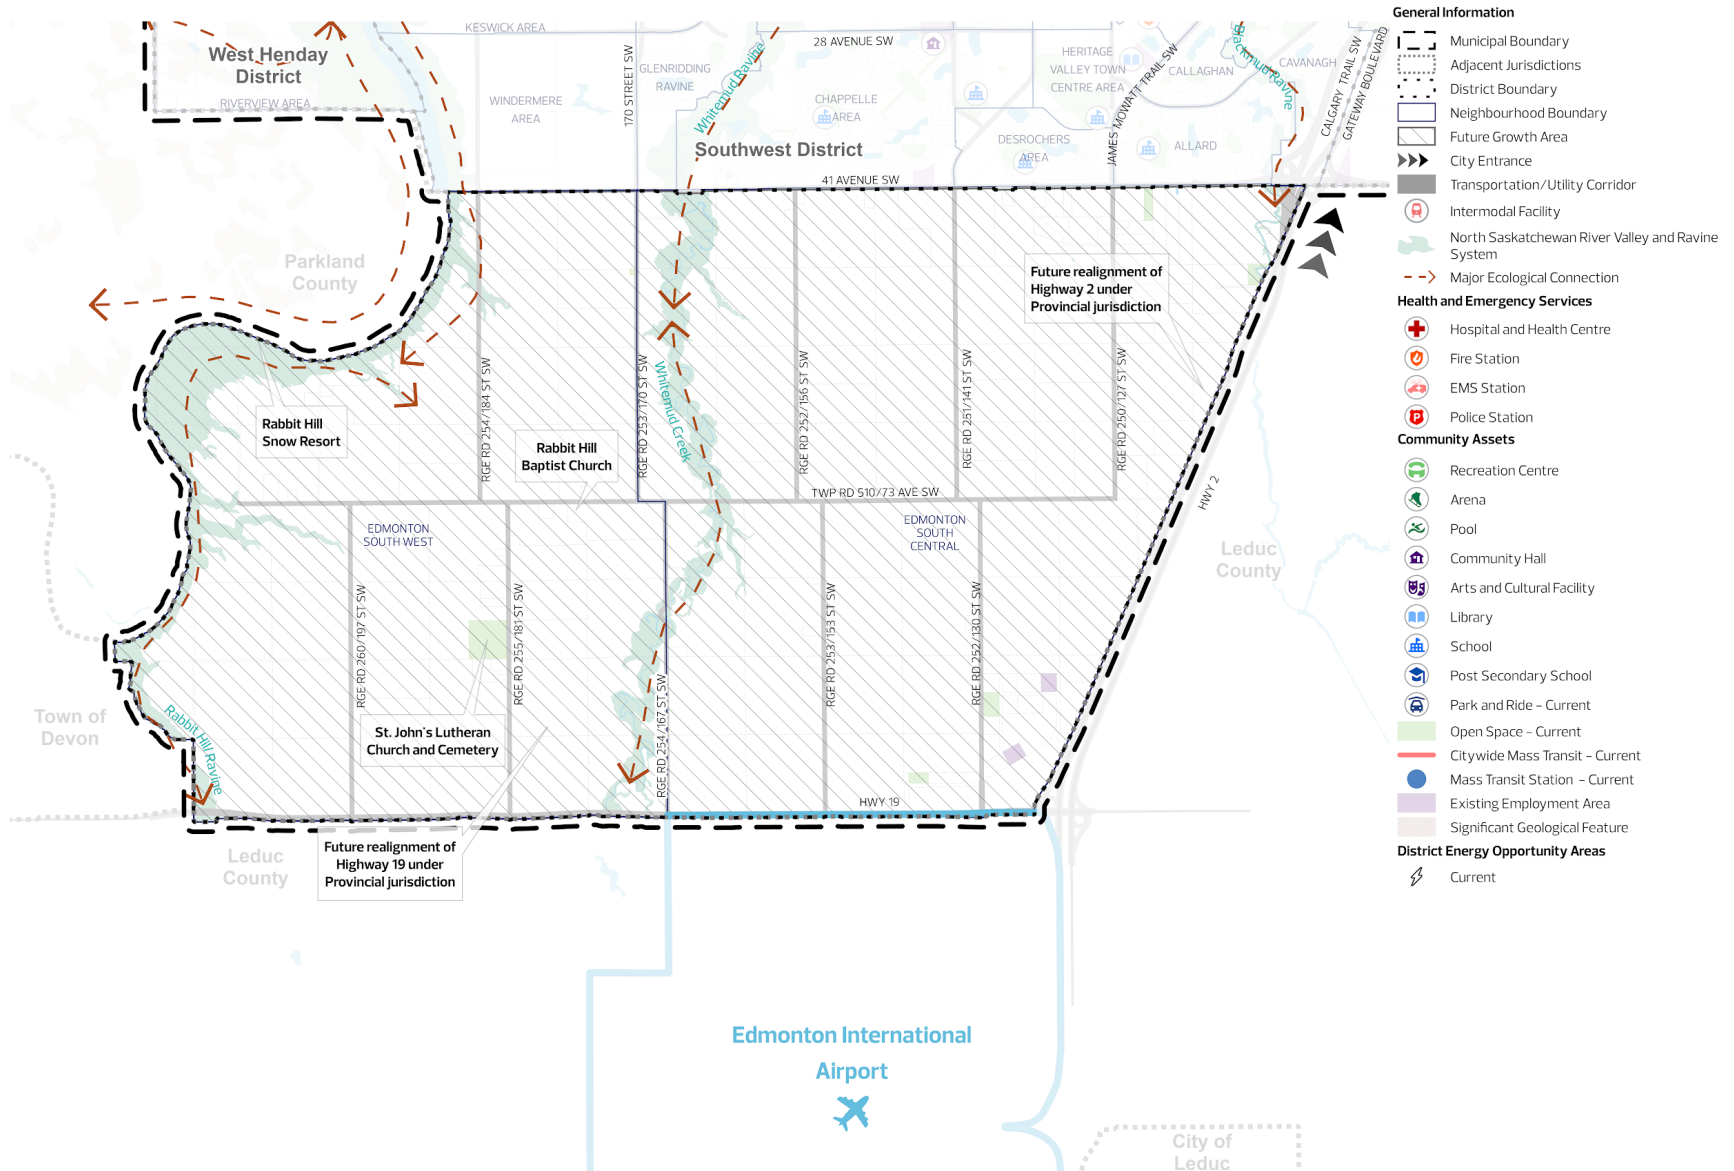 KESWICK AREA
West Henday
District
RIVERVIEW AREA
WINDERMERE
AREA
170 STREET SW
GLENRIDDING
RAVINE
Whitemud Ravine
28 AVENUE SW
CHAPPELLE
AREA
Southwest District
HERITAGE
VALLEY TOWN
CENTRE AREA
DESROCHERS
AREA
JAMES MOWATT TRAIL SW
CALLAGHAN
ALLARD
Blackmud Ravine
CAVANAGH
CALGARY TRAIL SW
GATEWAY BOULEVARD
41 AVENUE SW
Parkland
County
Future realignment of
Highway 2 under
Provincial jurisdiction
RGE RD 254/184 ST SW
RGE RD 253/170 ST SW
Whitemud Creek
RGE RD 252/156 ST SW
RGE RD 251/141 ST SW
RGE RD 250/127 ST SW
Rabbit Hill
Snow Resort
Rabbit Hill
Baptist Church
TWP RD 510/73 AVE SW
HWY 2
EDMONTON
SOUTH WEST
EDMONTON
SOUTH
CENTRAL
Leduc
County
RGE RD 260/197 ST SW
RGE RD 255/181 ST SW
RGE RD 254/167 ST SW
RGE RD 253/153 ST SW
RGE RD 252/130 ST SW
Town of
Devon
Rabbit Hill Ravine
St. John's Lutheran
Church and Cemetery
HWY 19
Leduc
County
Future realignment of
Highway 19 under
Provincial jurisdiction
Edmonton International
Airport
City of
Leduc
General Information
Municipal Boundary
Adjacent Jurisdictions
District Boundary
Neighbourhood Boundary
Future Growth Area
City Entrance
Transportation/Utility Corridor
Intermodal Facility
North Saskatchewan River Valley and Ravine
System
Major Ecological Connection
Health and Emergency Services
Hospital and Health Centre
Fire Station
EMS Station
Police Station
Community Assets
Recreation Centre
Arena
Pool
Community Hall
Arts and Cultural Facility
Library
School
Post Secondary School
Park and Ride - Current
Open Space - Current
Citywide Mass Transit - Current
Mass Transit Station - Current
Existing Employment Area
Significant Geological Feature
District Energy Opportunity Areas
Current